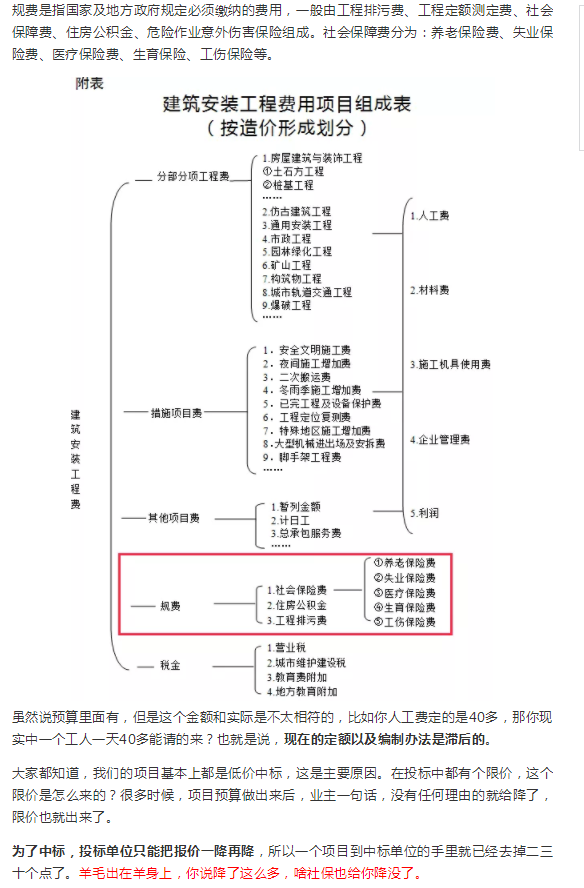 规费是指国家及地方政府规定必须缴纳的费用，一般由工程排污费、工程定额测定费、社会
保障费、住房公积金、危险作业意外伤害保险组成。社会保障费分为：养老保险费、失业保
险费、医疗保险费、生育保险、工伤保险等。
附表
建筑安装工程费用项目组成表
（按造价形成划分）
建筑安装工程费
分部分项工程费
1.房屋建筑与装饰工程
①土石方工程
②桩基工程
……
2.仿古建筑工程
3.通用安装工程
4.市政工程
5.园林绿化工程
6.矿山工程
7.构筑物工程
8.城市轨道交通工程
9.爆破工程
……
措施项目费
1．安全文明施工费
2．夜间施工增加费
3．二次搬运费
4．冬雨季施工增加费
5．已完工程及设备保护费
6．工程定位复测费
7．特殊地区施工增加费
8．大型机械进出场及安拆费
9．脚手架工程费
……
其他项目费
1.暂列金额
2.计日工
3.总承包服务费
……
1.人工费
2.材料费
3.施工机具使用费
4.企业管理费
5.利润
规费
1.社会保险费
2.住房公积金
3.工程排污费
①养老保险费
②失业保险费
③医疗保险费
④生育保险费
⑤工伤保险费
税金
1.营业税
2.城市维护建设税
3.教育费附加
4.地方教育附加
虽然说预算里面有，但是这个金额和实际是不太相符的，比如你人工费定的是40多，那你现
实中一个工人一天40多能请的来？也就是说，现在的定额以及编制办法是滞后的。
大家都知道，我们的项目基本上都是低价中标，这是主要原因。在投标中都有个限价，这个
限价是怎么来的？很多时候，项目预算做出来后，业主一句话，没有任何理由的就给降了，
限价也就出来了。
为了中标，投标单位只能把报价一降再降，所以一个项目到中标单位的手里就已经去掉二三
十个点了。羊毛出在羊身上，你说降了这么多，啥社保也给你降没了。